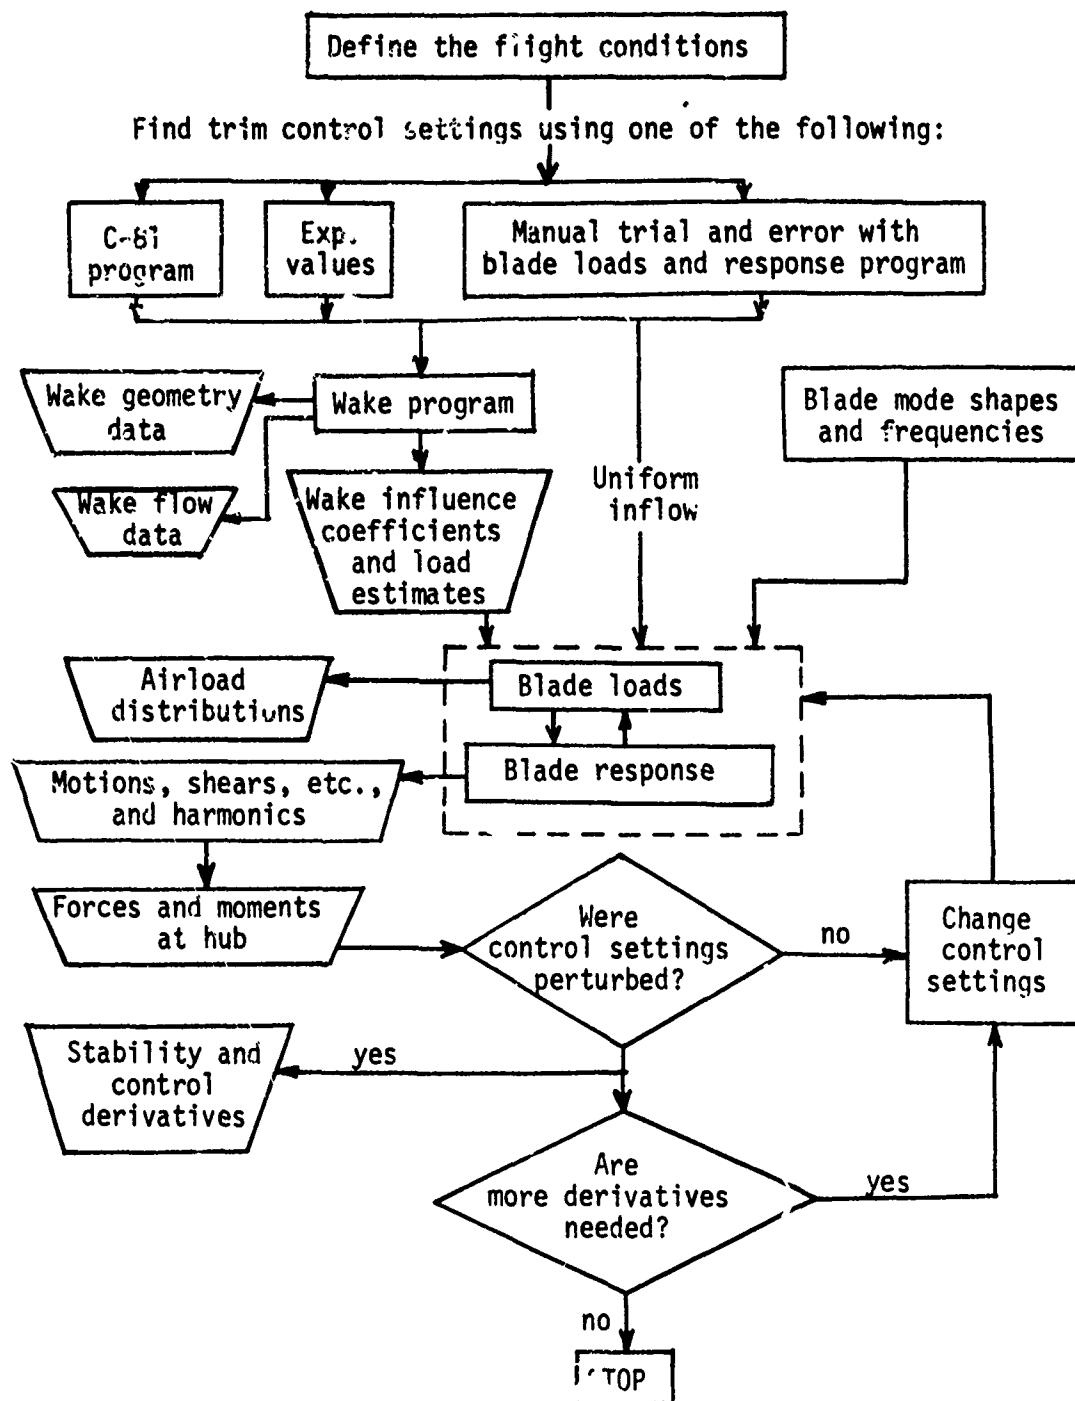 Define the flight conditions
Find trim control settings using one of the following:
C-81
program
Exp.
values
Manual trial and error with
blade loads and response program
Wake geometry
data
Wake program
Blade mode shapes
and frequencies
Wake flow
data
Wake influence
coefficients
and load
estimates
Uniform
inflow
Airload
distributions
Blade loads
Blade response
Motions, shears, etc.,
and harmonics
Forces and moments
at hub
Were
control settings
perturbed?
no
Change
control
settings
Stability and
control
derivatives
yes
Are
more derivatives
needed?
yes
no
STOP